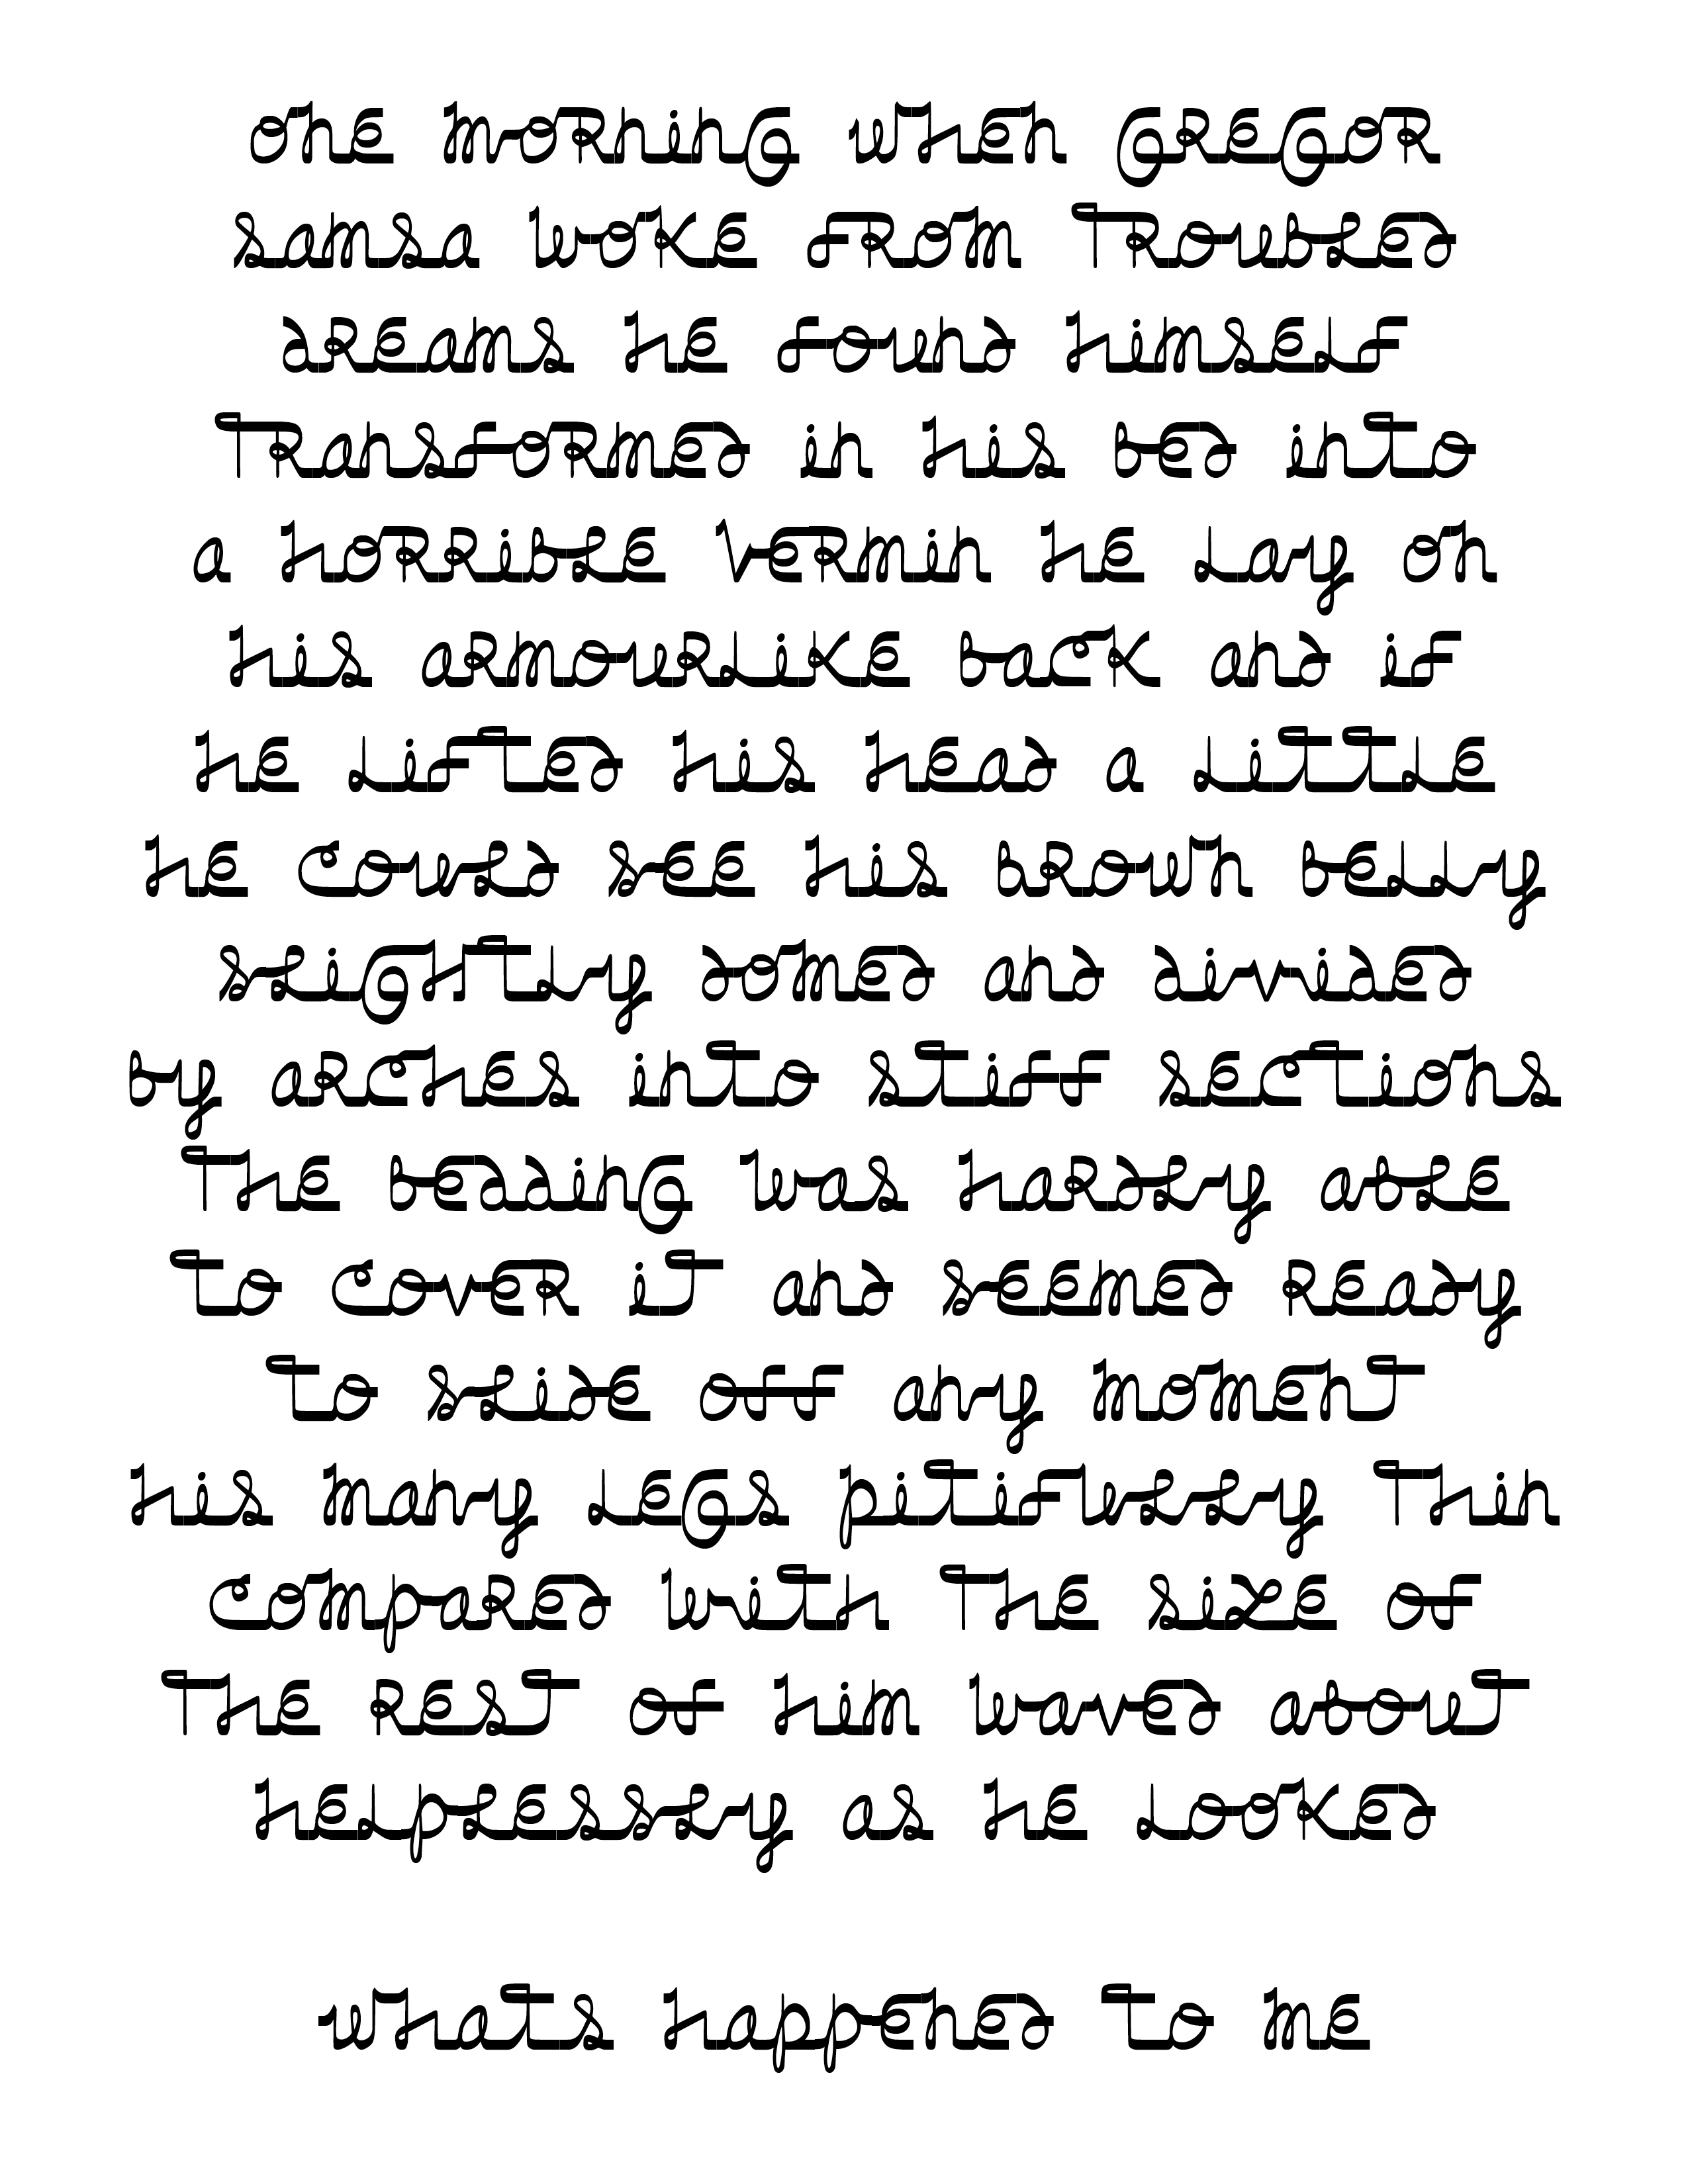 one morning when gregor
samsa woke from troubled
dreams he found himself
transformed in his bed into
a horrible vermin he lay on
his armourlike back and if
he lifted his head a little
he could see his brown belly
slightly domed and divided
by arches into stiff sections
the bedding was hardly able
to cover it and seemed ready
to slide off any moment
his many legs pitifully thin
compared with the size of
the rest of him waved about
helplessly as he looked
whats happened to me